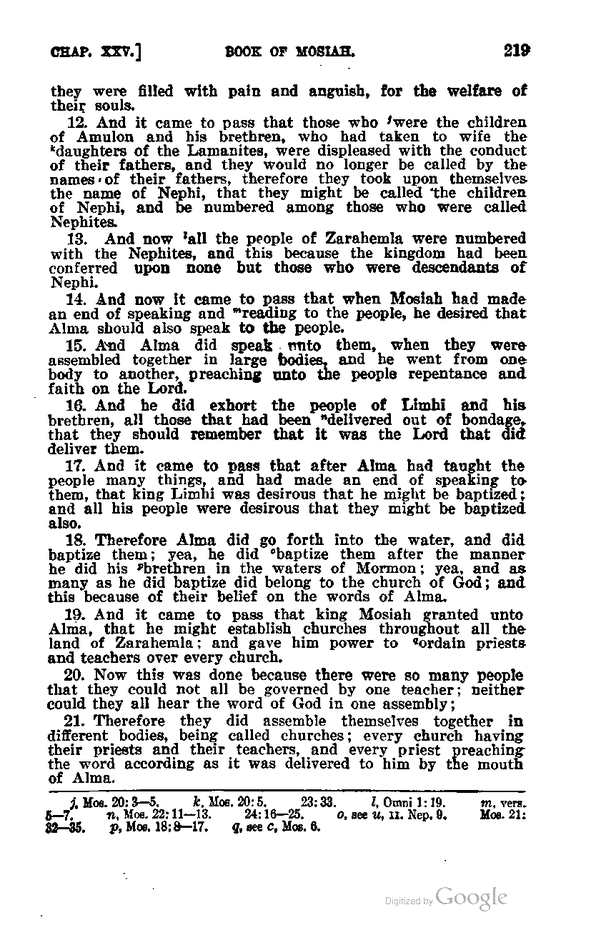 CHAP. XXV.] BOOK OF MOSIAH. 219
they were filled with pain and anguish, for the welfare of
their souls.
12. And it came to pass that those who ʲwere the children
of Amulon and his brethren, who had taken to wife the
ᵏdaughters of the Lamanites, were displeased with the conduct
of their fathers, and they would no longer be called by the
names of their fathers, therefore they took upon themselves
the name of Nephi, that they might be called the children
of Nephi, and be numbered among those who were called
Nephites.
13. And now ˡall the people of Zarahemla were numbered
with the Nephites, and this because the kingdom had been
conferred upon none but those who were descendants of
Nephi.
14. And now it came to pass that when Mosiah had made
an end of speaking and ᵐreading to the people, he desired that
Alma should also speak to the people.
15. And Alma did speak unto them, when they were
assembled together in large bodies, and he went from one
body to another, preaching unto the people repentance and
faith on the Lord.
16. And he did exhort the people of Limhi and his
brethren, all those that had been ⁿdelivered out of bondage,
that they should remember that it was the Lord that did
deliver them.
17. And it came to pass that after Alma had taught the
people many things, and had made an end of speaking to
them, that king Limhi was desirous that he might be baptized;
and all his people were desirous that they might be baptized
also.
18. Therefore Alma did go forth into the water, and did
baptize them; yea, he did ᵒbaptize them after the manner
he did his ᵖbrethren in the waters of Mormon; yea, and as
many as he did baptize did belong to the church of God; and
this because of their belief on the words of Alma.
19. And it came to pass that king Mosiah granted unto
Alma, that he might establish churches throughout all the
land of Zarahemla; and gave him power to qordain priests
and teachers over every church.
20. Now this was done because there were so many people
that they could not all be governed by one teacher; neither
could they all hear the word of God in one assembly;
21. Therefore they did assemble themselves together in
different bodies, being called churches; every church having
their priests and their teachers, and every priest preaching
the word according as it was delivered to him by the mouth
of Alma.
j, Mos. 20: 3—5. k, Mos. 20: 5. 23: 33. l, Omni 1: 19. m, vers.
5—7. n, Mos. 22: 11—13. 24: 16—25. o, see u, II. Nep. 9. Mos. 21:
32—35. p, Mos. 18: 8—17. q, see c, Mos. 6.
Digitized by Google